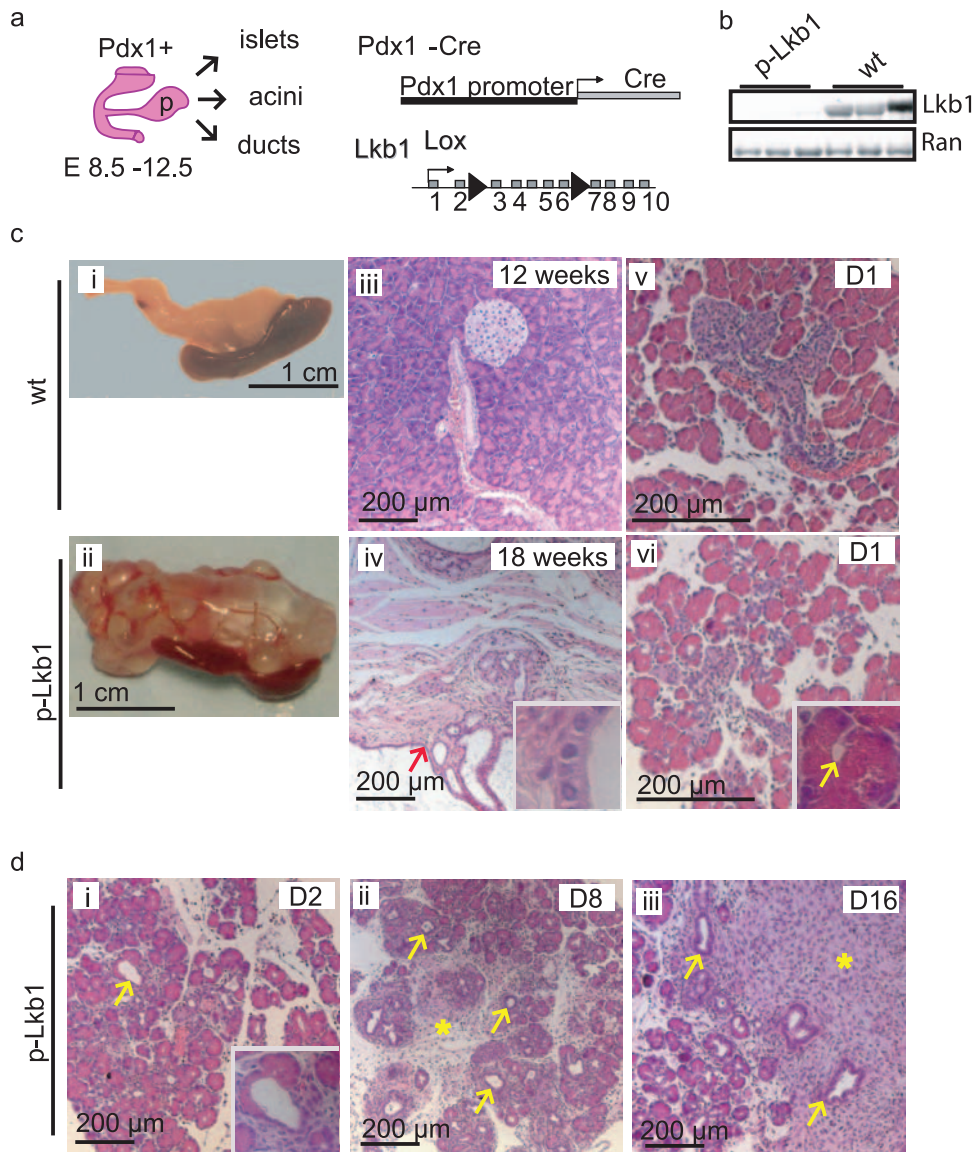 a
Pdx1+
islets
acini
ducts
p
E 8.5 -12.5
Pdx1 -Cre
Pdx1 promoter
Cre
Lkb1
Lox
1 2 3 4 5 6 7 8 9 10
b
p-Lkb1
wt
Lkb1
Ran
c
wt
i
1 cm
iii
12 weeks
200 µm
v
D1
200 µm
p-Lkb1
ii
1 cm
iv
18 weeks
200 µm
vi
D1
200 µm
d
p-Lkb1
i
D2
200 µm
ii
D8
*
200 µm
iii
D16
*
200 µm